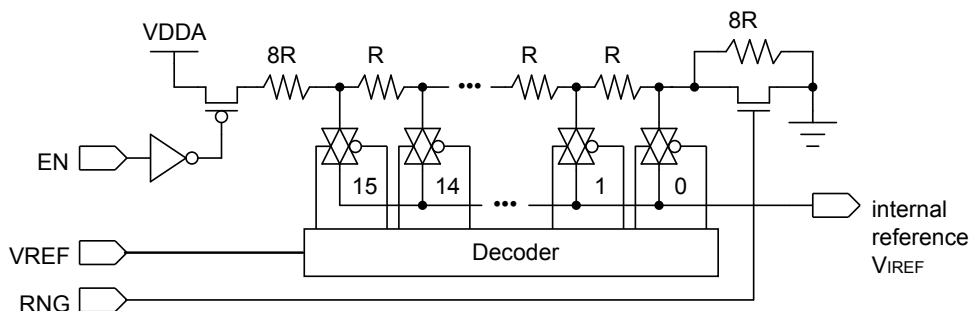 VDDA
8R
R
•••
R
R
8R
EN
15
14
1
0
•••
internal
reference
VIREF
Decoder
VREF
RNG